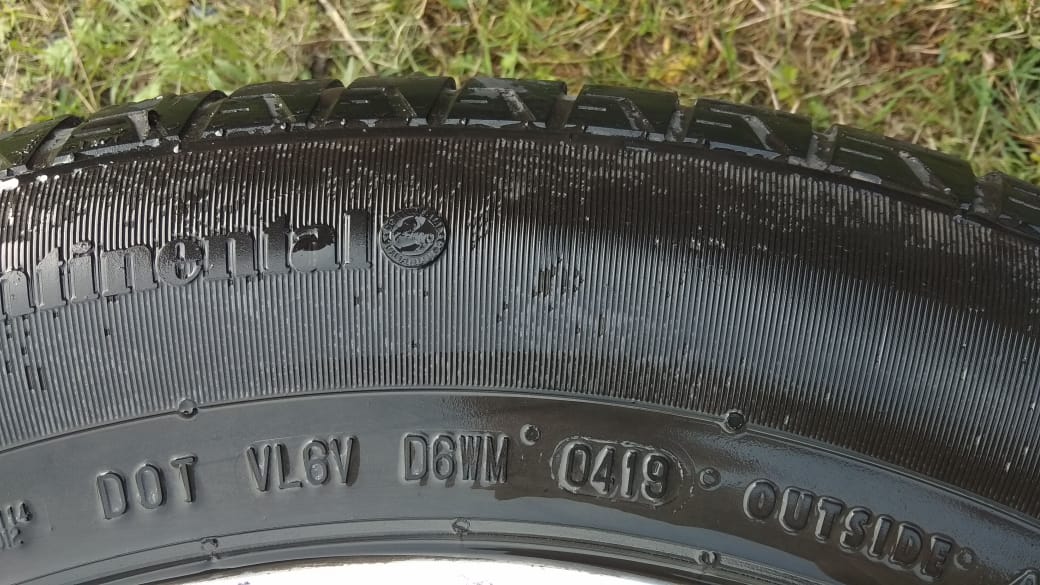 ntinental
DOT VL6V D6WM 0419 OUTSIDE